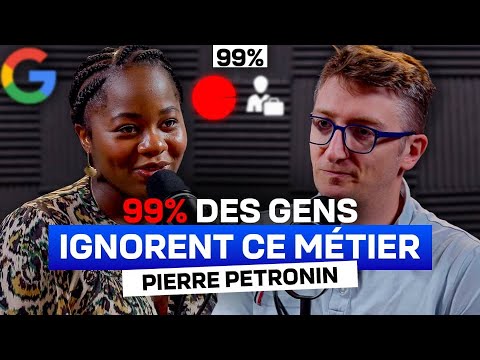 G
99%
99% DES GENS
IGNORENT CE MÉTIER
PIERRE PETRONIN